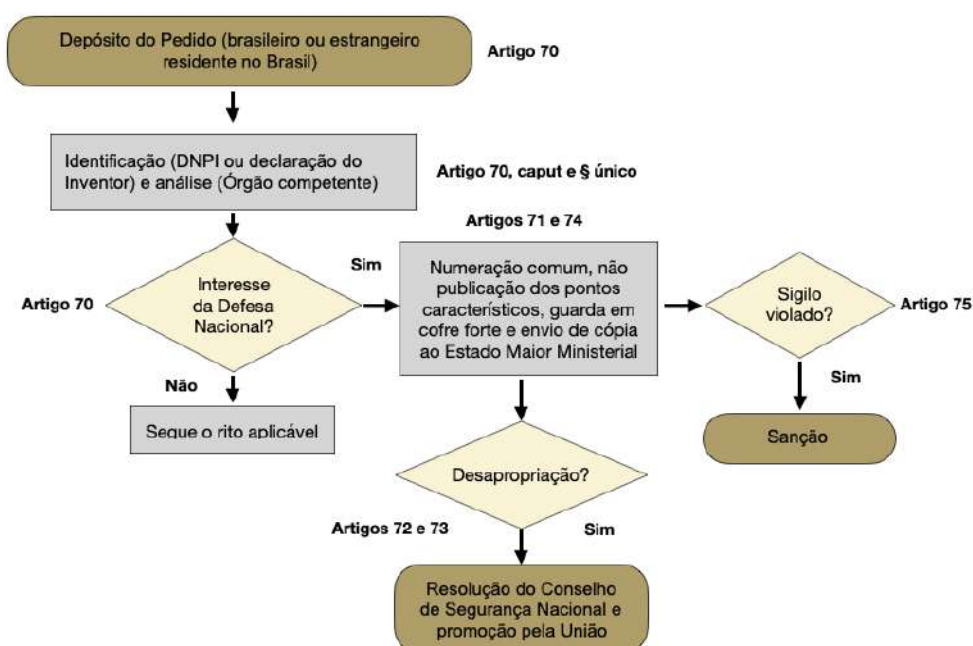 Depósito do Pedido (brasileiro ou estrangeiro
residente no Brasil)
Artigo 70
Identificação (DNPI ou declaração do
Inventor) e análise (Órgão competente)
Artigo 70, caput e § único
Artigos 71 e 74
Artigo 70
Interesse
da Defesa
Nacional?
Sim
Numeração comum, não
publicação dos pontos
característicos, guarda em
cofre forte e envio de cópia
ao Estado Maior Ministerial
Sigilo
violado?
Artigo 75
Não
Segue o rito aplicável
Sim
Sanção
Desapropriação?
Artigos 72 e 73
Sim
Resolução do Conselho
de Segurança Nacional e
promoção pela União